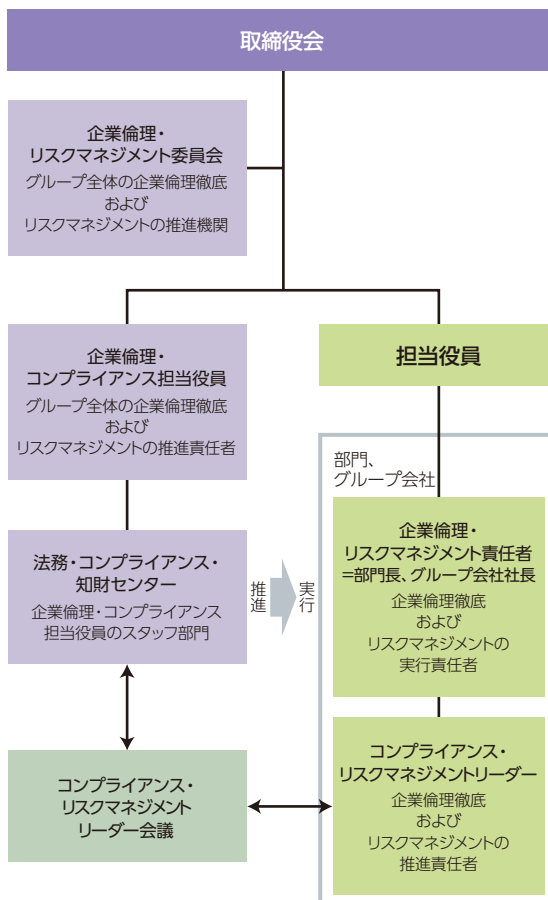 取締役会
企業倫理・
リスクマネジメント委員会
グループ全体の企業倫理徹底
および
リスクマネジメントの推進機関
企業倫理・
コンプライアンス担当役員
グループ全体の企業倫理徹底
および
リスクマネジメントの推進責任者
担当役員
部門、
グループ会社
法務・コンプライアンス・
知財センター
企業倫理・コンプライアンス
担当役員のスタッフ部門
推進
実行
企業倫理・
リスクマネジメント責任者
=部門長、グループ会社社長
企業倫理徹底
および
リスクマネジメントの
実行責任者
コンプライアンス・
リスクマネジメント
リーダー会議
コンプライアンス・
リスクマネジメントリーダー
企業倫理徹底
および
リスクマネジメントの
推進責任者